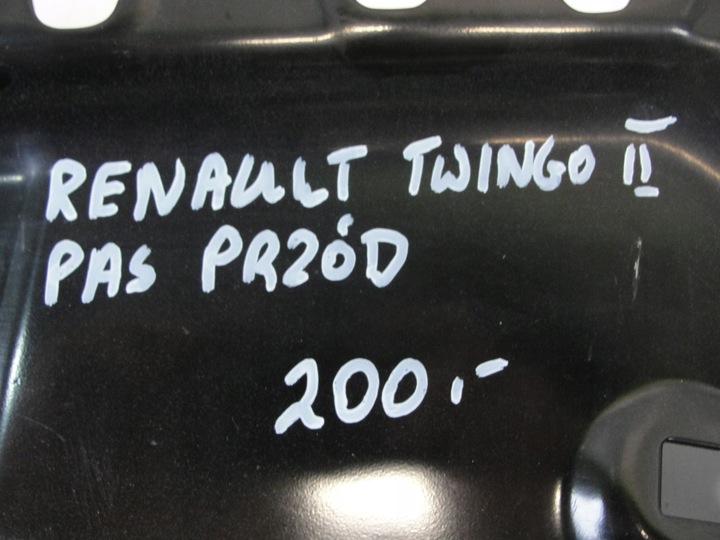 RENAULT TWINGO II
PAS PRZÓD
200.-